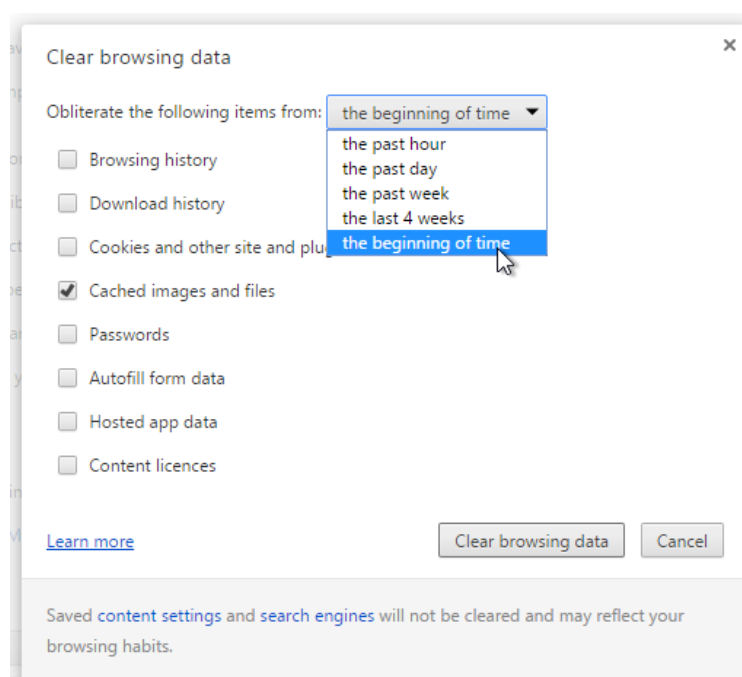 Clear browsing data
Obliterate the following items from: the beginning of time
the past hour
the past day
the past week
the last 4 weeks
the beginning of time
Browsing history
Download history
Cookies and other site and
Cached images and files
Passwords
Autofill form data
Hosted app data
Content licences
Learn more
Clear browsing data
Cancel
Saved content settings and search engines will not be cleared and may reflect your
browsing habits.